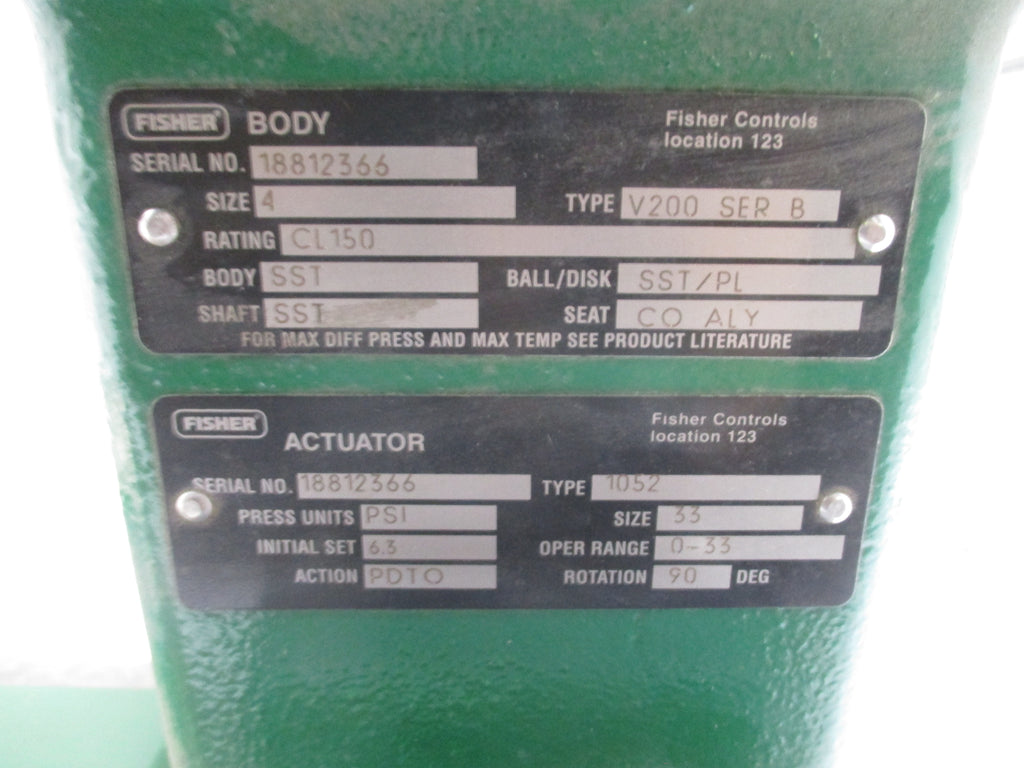 FISHER BODY Fisher Controls
location 123
SERIAL NO. 18812366
SIZE 4 TYPE V200 SER B
RATING CL150
BODY SST BALL/DISK SST/PL
SHAFT SST SEAT CO ALY
FOR MAX DIFF PRESS AND MAX TEMP SEE PRODUCT LITERATURE
FISHER ACTUATOR Fisher Controls
location 123
SERIAL NO. 18812366 TYPE 1052
PRESS UNITS PSI SIZE 33
INITIAL SET 6.3 OPER RANGE 0-33
ACTION PDTO ROTATION 90 DEG